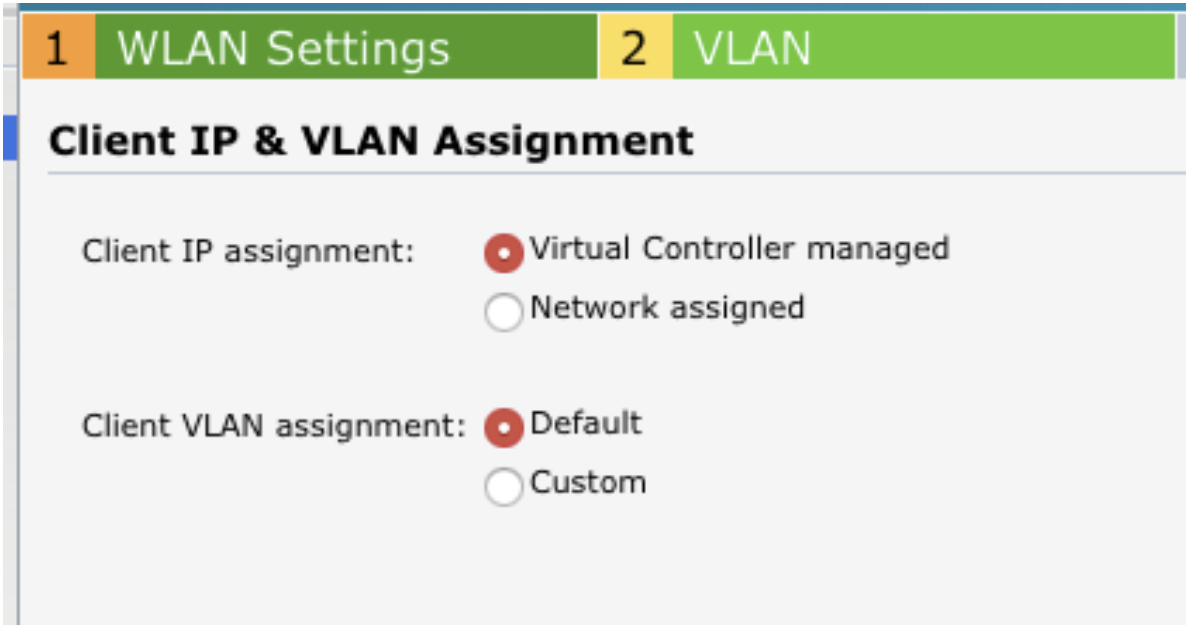 1 WLAN Settings 2 VLAN
Client IP & VLAN Assignment
Client IP assignment: Virtual Controller managed
Network assigned
Client VLAN assignment: Default
Custom